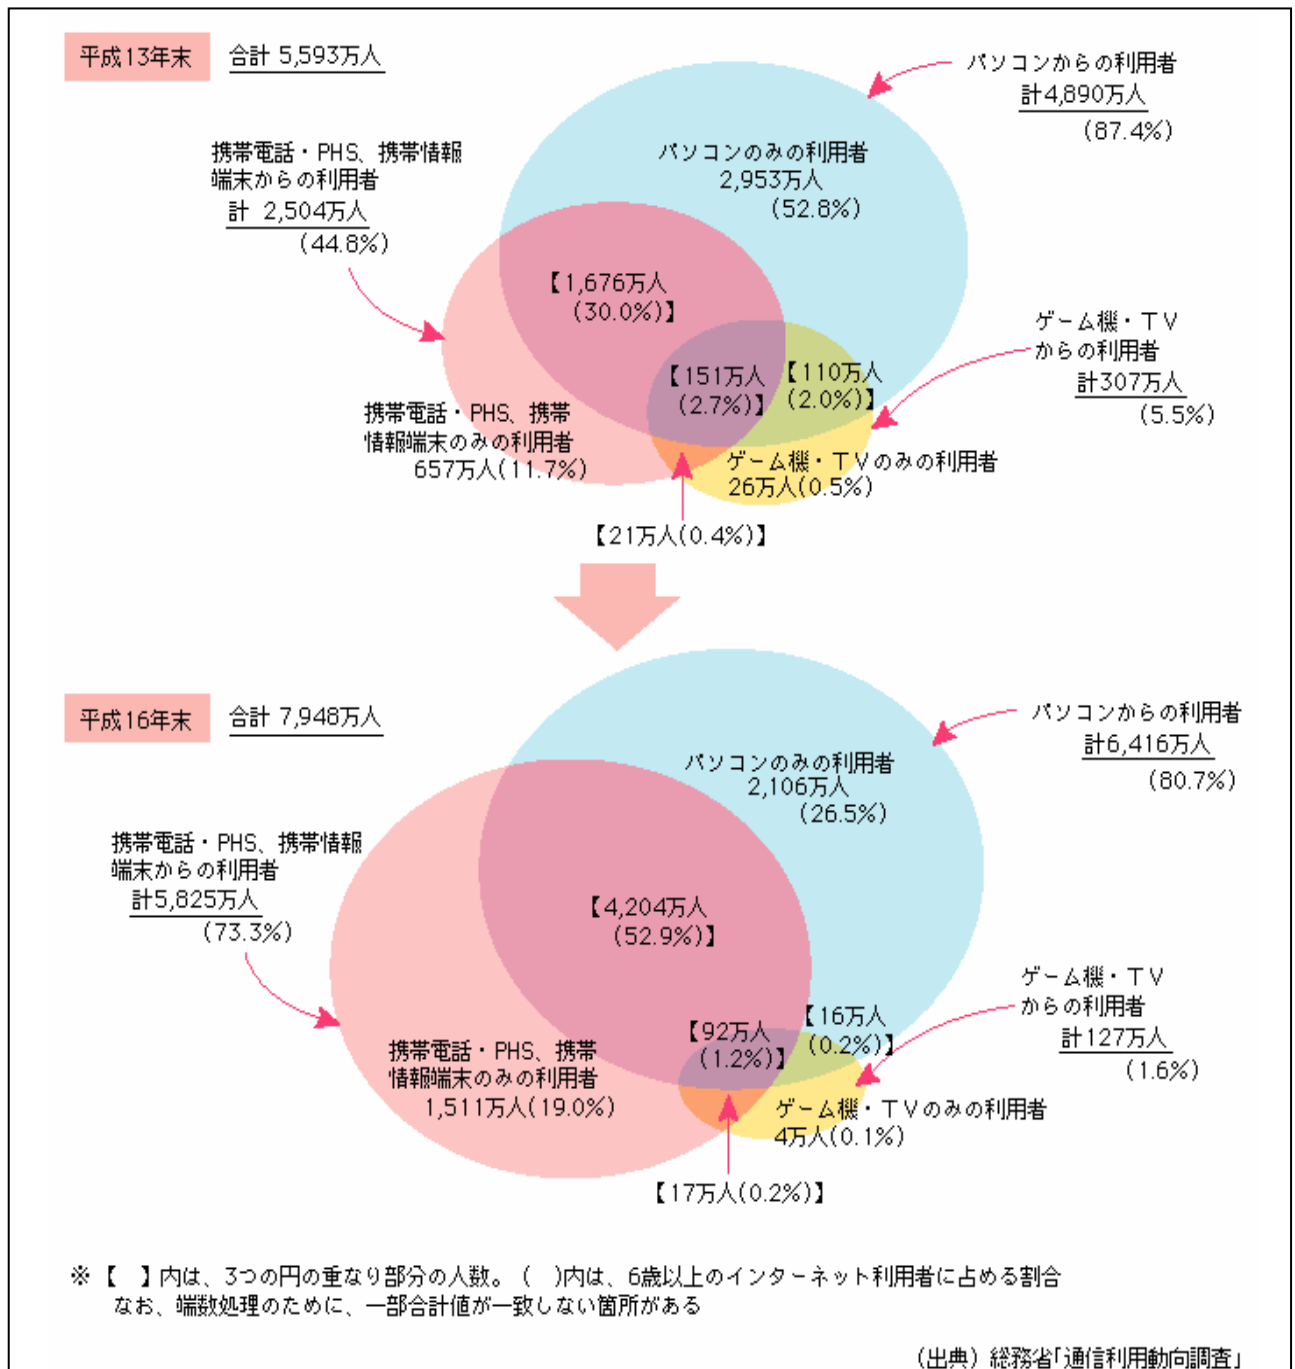 平成13年末 合計 5,593万人
パソコンからの利用者
計4,890万人
(87.4%)
携帯電話・PHS、携帯情報
端末からの利用者
計 2,504万人
(44.8%)
パソコンのみの利用者
2,953万人
(52.8%)
【1,676万人
(30.0%)】
ゲーム機・TV
からの利用者
計307万人
(5.5%)
【151万人
(2.7%)】
【110万人
(2.0%)】
携帯電話・PHS、携帯
情報端末のみの利用者
657万人(11.7%)
ゲーム機・TVのみの利用者
26万人(0.5%)
【21万人(0.4%)】
平成16年末 合計 7,948万人
パソコンからの利用者
計6,416万人
(80.7%)
パソコンのみの利用者
2,106万人
(26.5%)
携帯電話・PHS、携帯情報
端末からの利用者
計5,825万人
(73.3%)
【4,204万人
(52.9%)】
ゲーム機・TV
からの利用者
計127万人
(1.6%)
【92万人
(1.2%)】
【16万人
(0.2%)】
携帯電話・PHS、携帯
情報端末のみの利用者
1,511万人(19.0%)
ゲーム機・TVのみの利用者
4万人(0.1%)
【17万人(0.2%)】
※ 【 】内は、3つの円の重なり部分の人数。( )内は、6歳以上のインターネット利用者に占める割合
なお、端数処理のために、一部合計値が一致しない箇所がある
(出典) 総務省「通信利用動向調査」